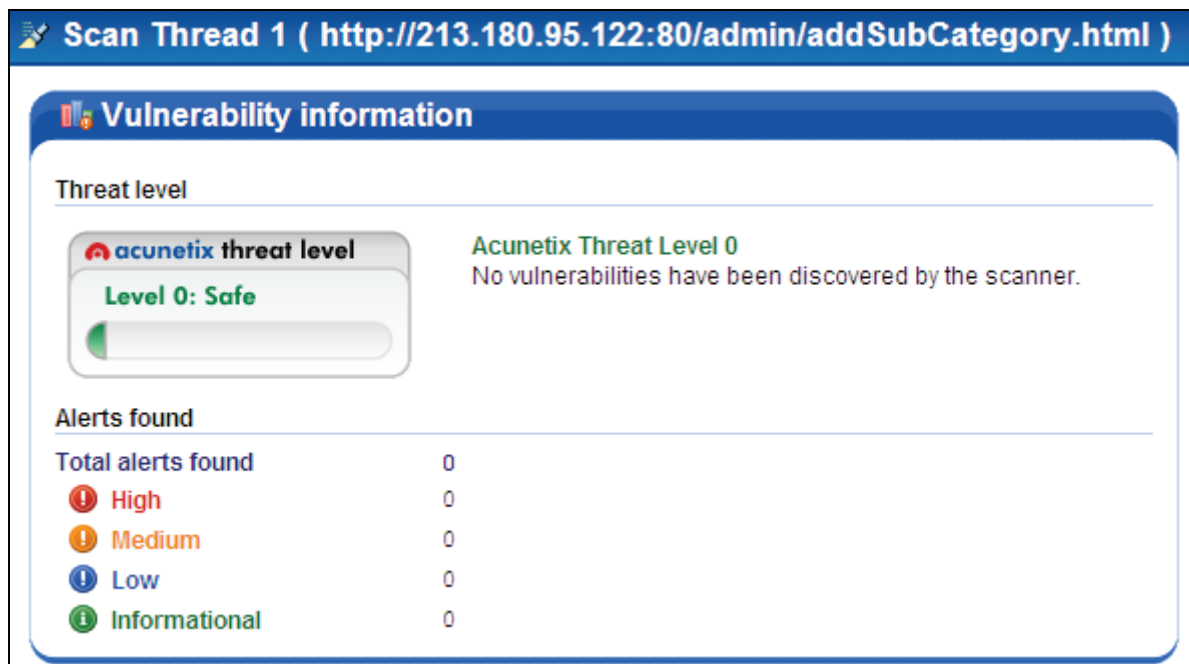 Scan Thread 1 ( http://213.180.95.122:80/admin/addSubCategory.html )
Vulnerability information
Threat level
acunetix threat level
Level 0: Safe
Acunetix Threat Level 0
No vulnerabilities have been discovered by the scanner.
Alerts found
Total alerts found 0
High 0
Medium 0
Low 0
Informational 0